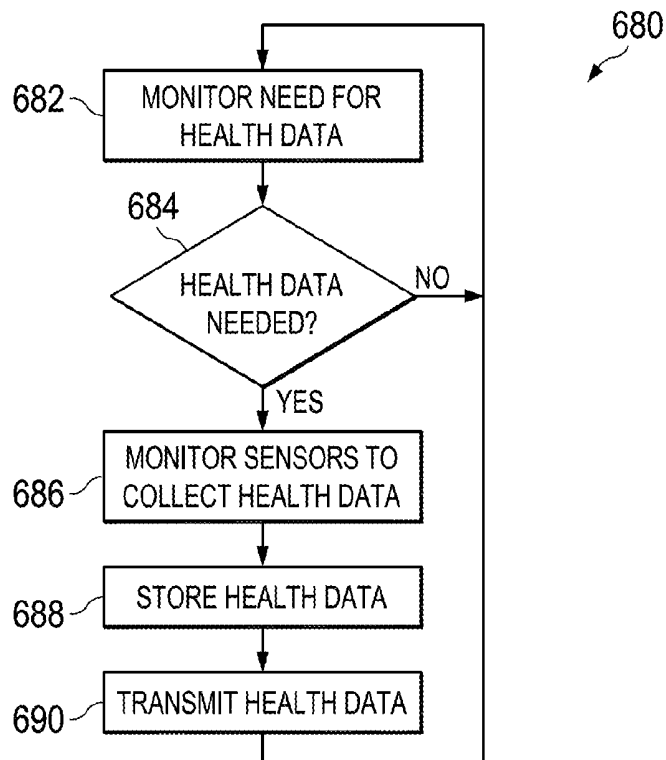 680
682
MONITOR NEED FOR
HEALTH DATA
684
HEALTH DATA
NEEDED?
NO
YES
686
MONITOR SENSORS TO
COLLECT HEALTH DATA
688
STORE HEALTH DATA
690
TRANSMIT HEALTH DATA